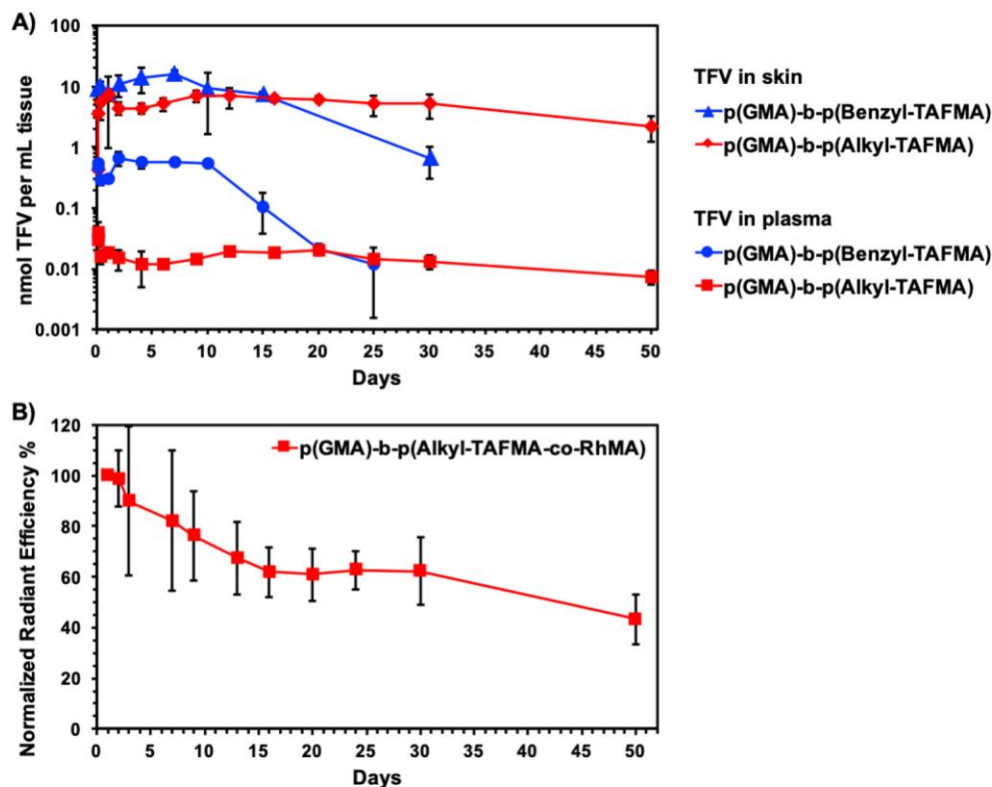 A)
nmol TFV per mL tissue
100
10
1
0.1
0.01
0.001
0 5 10 15 20 25 30 35 40 45 50
Days
TFV in skin
p(GMA)-b-p(Benzyl-TAFMA)
p(GMA)-b-p(Alkyl-TAFMA)
TFV in plasma
p(GMA)-b-p(Benzyl-TAFMA)
p(GMA)-b-p(Alkyl-TAFMA)
B)
Normalized Radiant Efficiency %
120
100
80
60
40
20
0
p(GMA)-b-p(Alkyl-TAFMA-co-RhMA)
0 5 10 15 20 25 30 35 40 45 50
Days